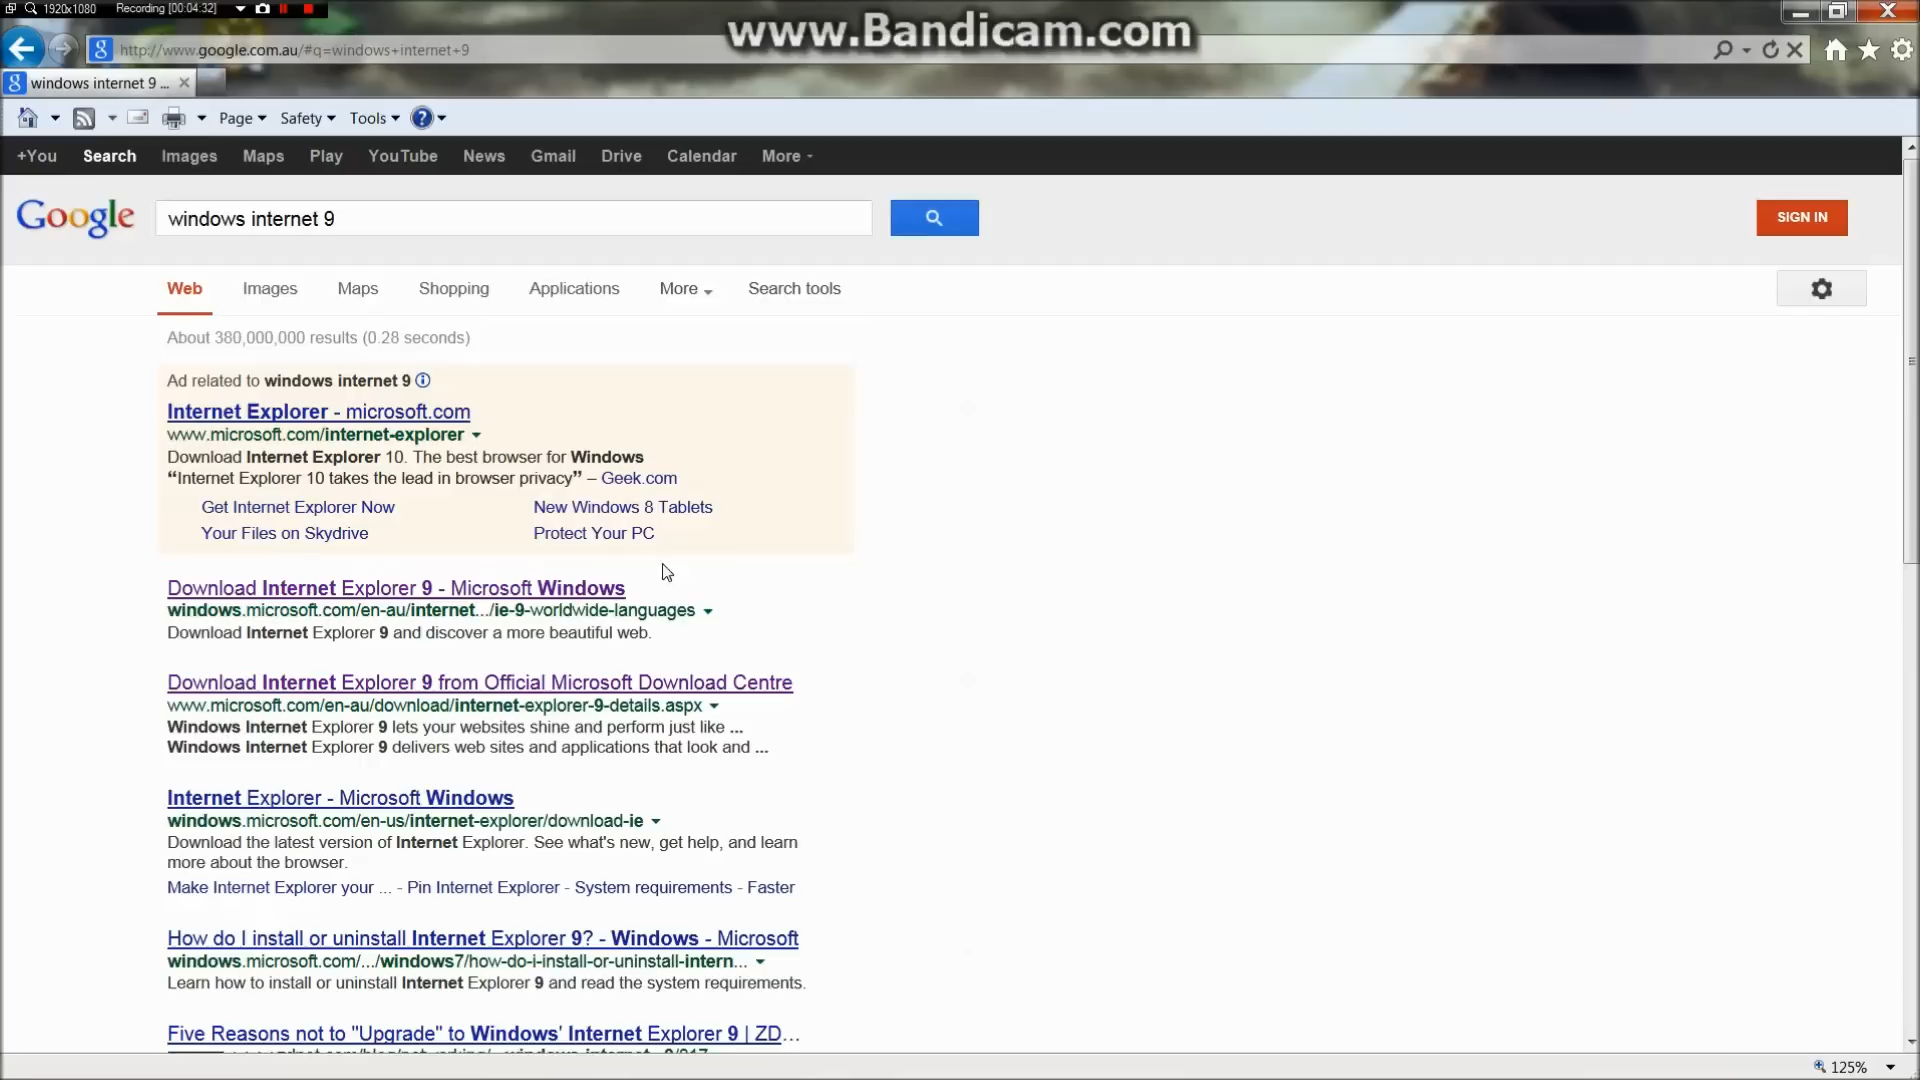 1920x1080 Recording [00:04:32]
www.Bandicam.com
http://www.google.com.au/#q=windows+internet+9
windows internet 9 ...
Page Safety Tools
+You Search Images Maps Play YouTube News Gmail Drive Calendar More
Google windows internet 9 SIGN IN
Web Images Maps Shopping Applications More Search tools
About 380,000,000 results (0.28 seconds)
Ad related to windows internet 9
Internet Explorer - microsoft.com
www.microsoft.com/internet-explorer
Download Internet Explorer 10. The best browser for Windows
“Internet Explorer 10 takes the lead in browser privacy” – Geek.com
Get Internet Explorer Now New Windows 8 Tablets
Your Files on Skydrive Protect Your PC
Download Internet Explorer 9 - Microsoft Windows
windows.microsoft.com/en-au/internet.../ie-9-worldwide-languages
Download Internet Explorer 9 and discover a more beautiful web.
Download Internet Explorer 9 from Official Microsoft Download Centre
www.microsoft.com/en-au/download/internet-explorer-9-details.aspx
Windows Internet Explorer 9 lets your websites shine and perform just like ...
Windows Internet Explorer 9 delivers web sites and applications that look and ...
Internet Explorer - Microsoft Windows
windows.microsoft.com/en-us/internet-explorer/download-ie
Download the latest version of Internet Explorer. See what's new, get help, and learn
more about the browser.
Make Internet Explorer your ... - Pin Internet Explorer - System requirements - Faster
How do I install or uninstall Internet Explorer 9? - Windows - Microsoft
windows.microsoft.com/.../windows7/how-do-i-install-or-uninstall-intern...
Learn how to install or uninstall Internet Explorer 9 and read the system requirements.
Five Reasons not to "Upgrade" to Windows' Internet Explorer 9 | ZD...
125%